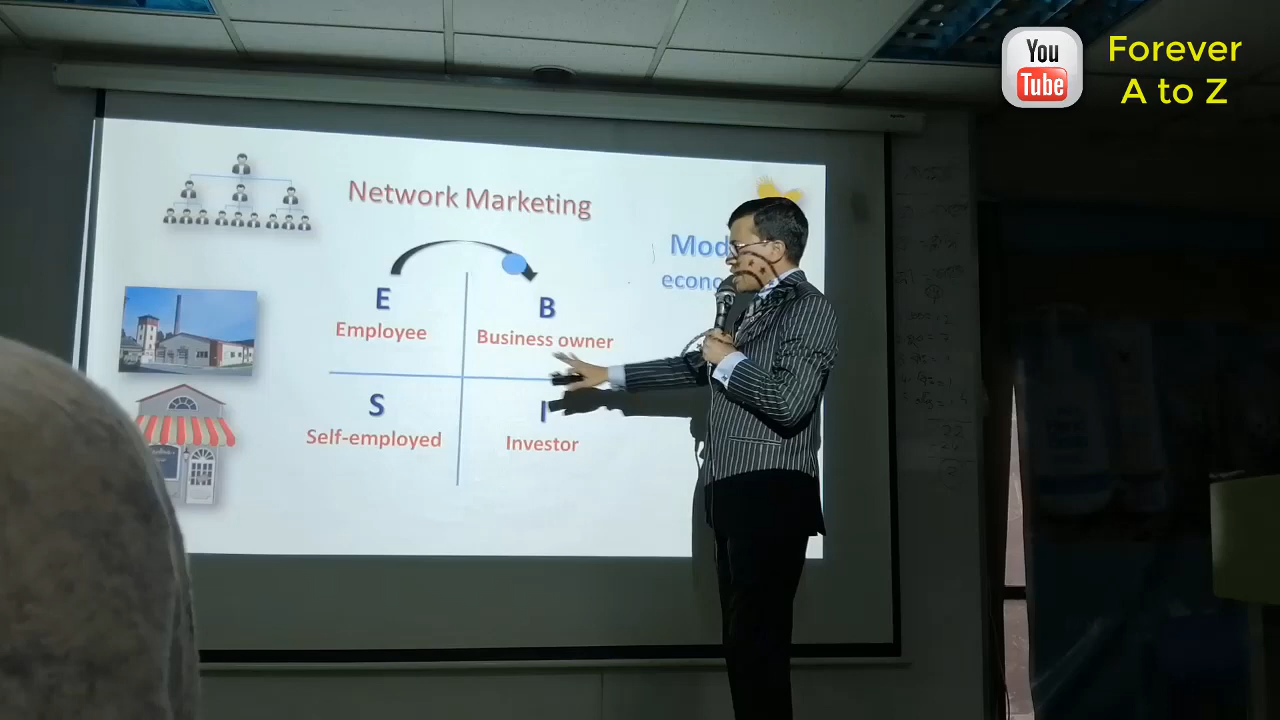 You
Tube
Forever
A to Z
Network Marketing
E
Employee
B
Business owner
S
Self-employed
I
Investor